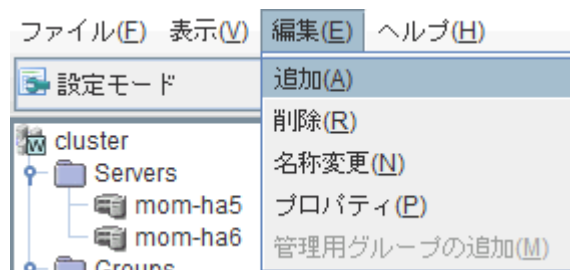 ファイル(F) 表示(V) 編集(E) ヘルプ(H)
設定モード
追加(A)
削除(R)
名称変更(N)
プロパティ(P)
管理用グループの追加(M)
cluster
Servers
mom-ha5
mom-ha6
Groups